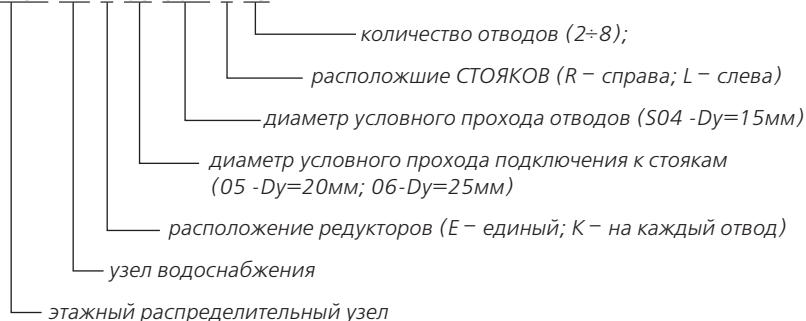 количество отводов (2÷8);
расположшие СТОЯКОВ (R – справа; L – слева)
диаметр условного прохода отводов (S04 -Dy=15мм)
диаметр условного прохода подключения к стоякам
(05 -Dy=20мм; 06-Dy=25мм)
расположение редукторов (E – единый; K – на каждый отвод)
узел водоснабжения
этажный распределительный узел